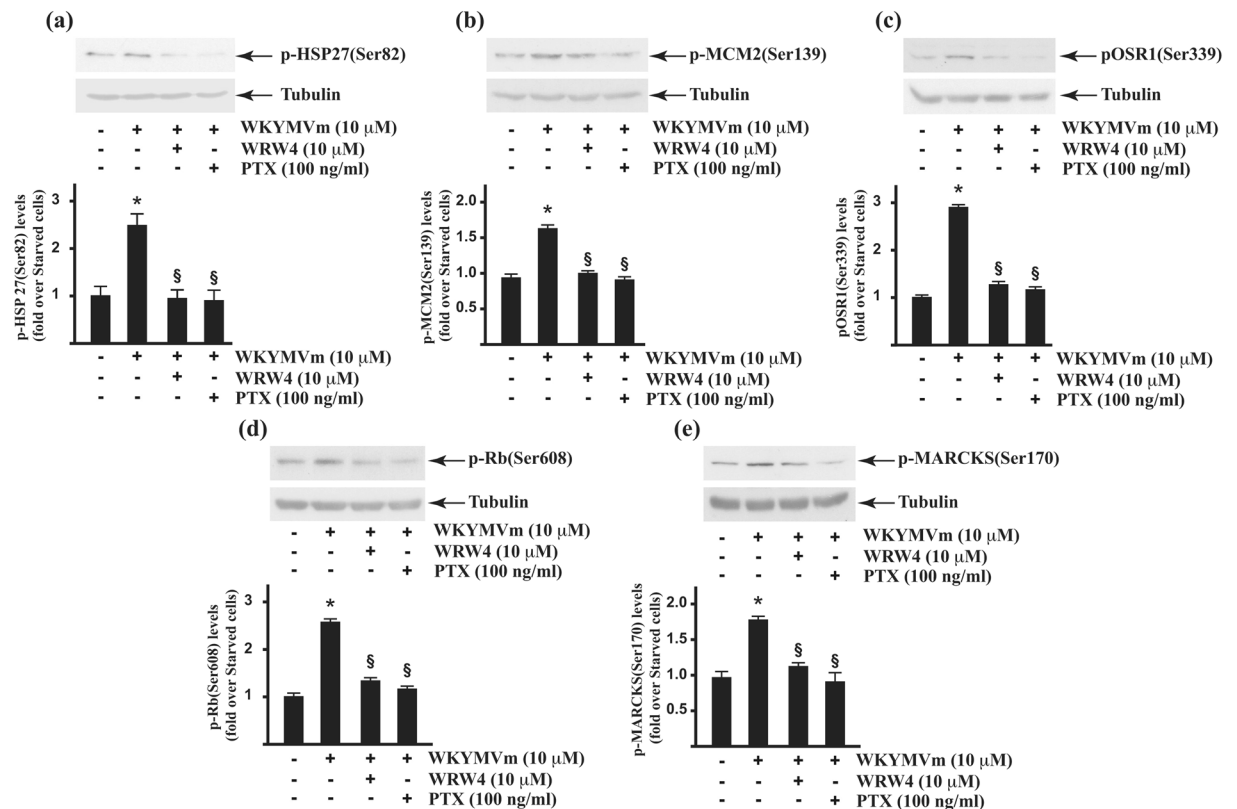 (a)
p-HSP27(Ser82)
Tubulin
- + + + WKYMVm (10 μM)
- - + - WRW4 (10 μM)
- - - + PTX (100 ng/ml)
p-HSP 27(Ser82) levels
(fold over Starved cells)
3
2
1
* § §
- + + + WKYMVm (10 μM)
- - + - WRW4 (10 μM)
- - - + PTX (100 ng/ml)
(b)
p-MCM2(Ser139)
Tubulin
- + + + WKYMVm (10 μM)
- - + - WRW4 (10 μM)
- - - + PTX (100 ng/ml)
p-MCM2(Ser139) levels
(fold over Starved cells)
2.0
1.5
1.0
0.5
* § §
- + + + WKYMVm (10 μM)
- - + - WRW4 (10 μM)
- - - + PTX (100 ng/ml)
(c)
pOSR1(Ser339)
Tubulin
- + + + WKYMVm (10 μM)
- - + - WRW4 (10 μM)
- - - + PTX (100 ng/ml)
pOSR1(Ser339) levels
(fold over Starved cells)
3
2
1
* § §
- + + + WKYMVm (10 μM)
- - + - WRW4 (10 μM)
- - - + PTX (100 ng/ml)
(d)
p-Rb(Ser608)
Tubulin
- + + + WKYMVm (10 μM)
- - + - WRW4 (10 μM)
- - - + PTX (100 ng/ml)
p-Rb(Ser608) levels
(fold over Starved cells)
3
2
1
* § §
- + + + WKYMVm (10 μM)
- - + - WRW4 (10 μM)
- - - + PTX (100 ng/ml)
(e)
p-MARCKS(Ser170)
Tubulin
- + + + WKYMVm (10 μM)
- - + - WRW4 (10 μM)
- - - + PTX (100 ng/ml)
p-MARCKS(Ser170) levels
(fold over Starved cells)
2.0
1.5
1.0
0.5
* § §
- + + + WKYMVm (10 μM)
- - + - WRW4 (10 μM)
- - - + PTX (100 ng/ml)